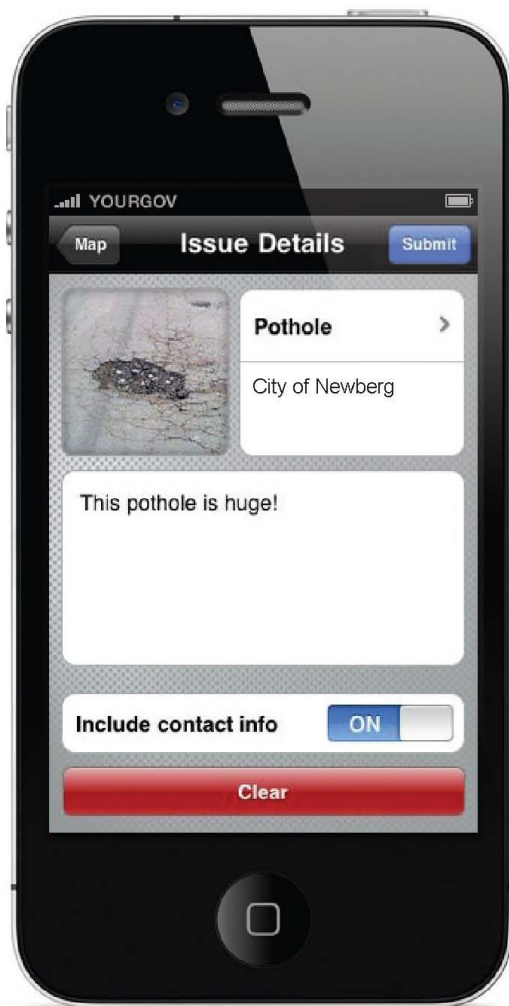 YOURGOV
Map
Issue Details
Submit
Pothole
City of Newberg
This pothole is huge!
Include contact info
ON
Clear